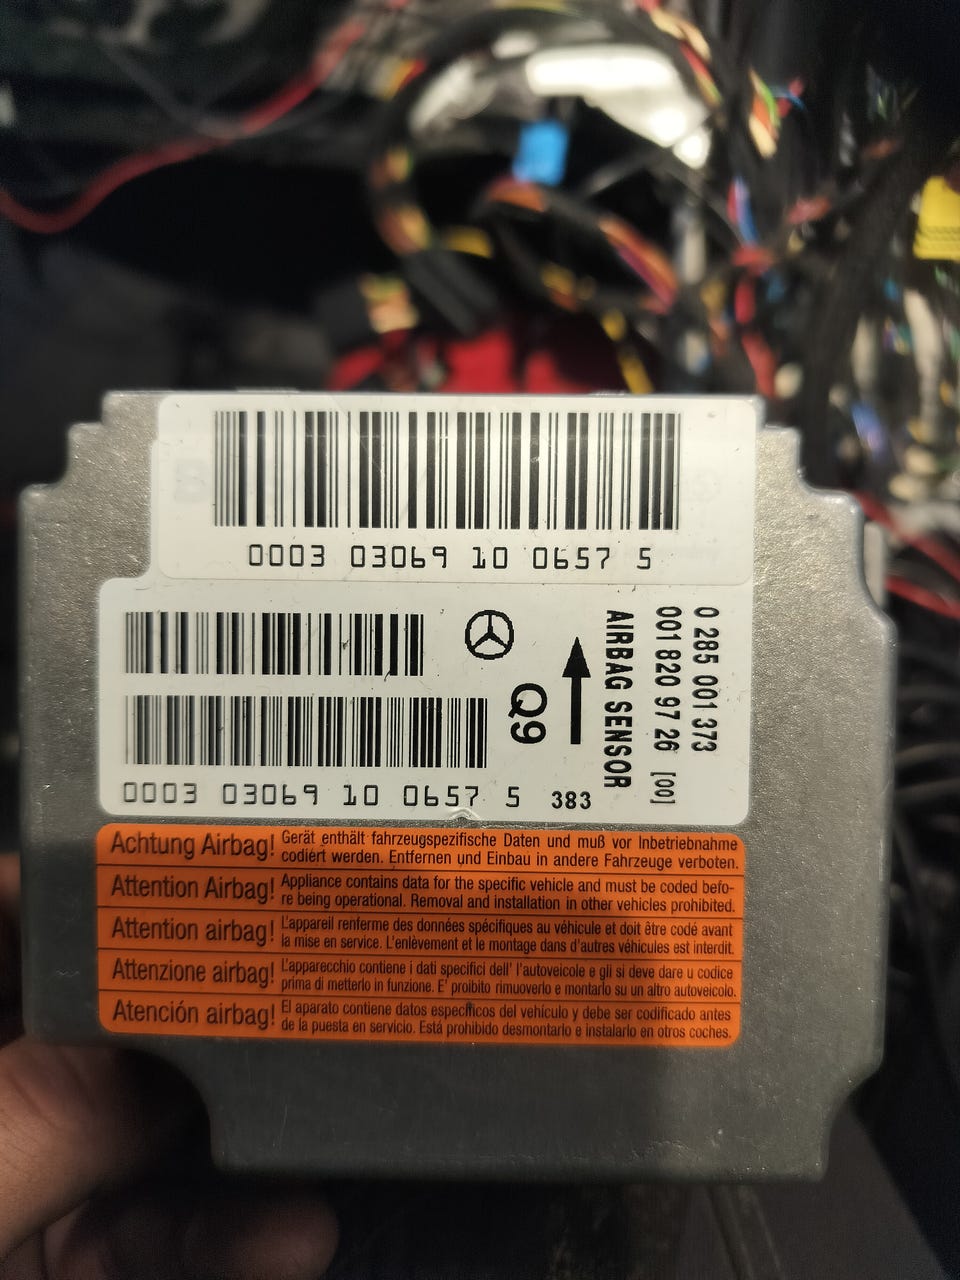 0003 03069 10 0657 5
0 285 001 373
001 820 97 26 [00]
AIRBAG SENSOR
Q9
0003 03069 10 0657 5 383
Achtung Airbag! Gerät enthält fahrzeugspezifische Daten und muß vor Inbetriebnahme
codiért werden. Entfernen und Einbau in andere Fahrzeuge verboten.
Attention Airbag! Appliance contains data for the specific vehicle and must be coded befo-
re being operational. Removal and installation in other vehicles prohibited.
Attention airbag! L'appareil renferme des données spécifiques au véhicule et doit être codé avant
la mise en service. L'enlèvement et le montage dans d'autres véhicules est interdit.
Attenzione airbag! L'apparecchio contiene i dati specifici dell' l'autoveicole e gli si deve dare u codice
prima di metterlo in funzione. E' proibito rimuoverlo e montarlo su un altro autoveicolo.
Atención airbag! El aparato contiene datos específicos del vehículo y debe ser codificado antes
de la puesta en servicio. Está prohibido desmontarlo e instalarlo en otros coches.